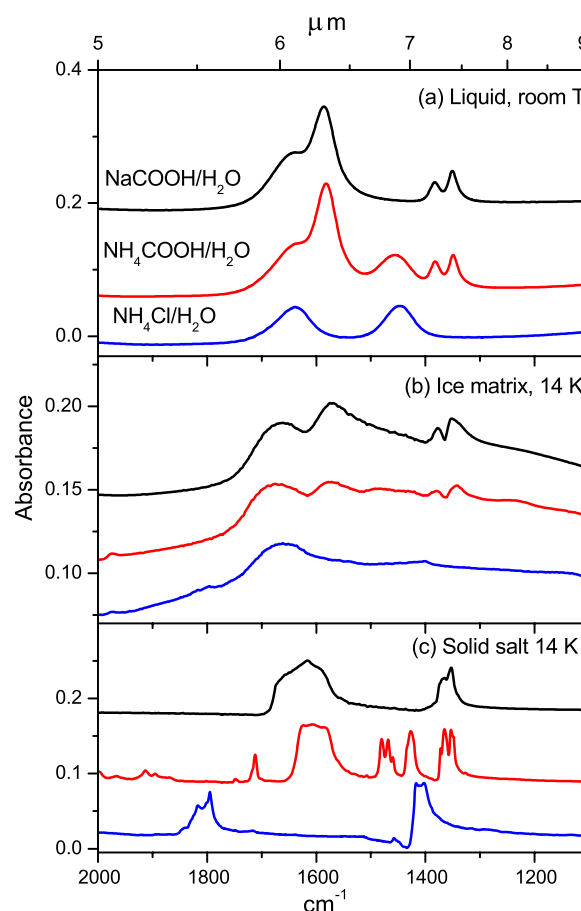 μm
5 6 7 8 9
0.4
(a) Liquid, room T
NaCOOH/H₂O
0.2
NH₄COOH/H₂O
NH₄Cl/H₂O
0.0
(b) Ice matrix, 14 K
0.20
0.15
0.10
Absorbance
(c) Solid salt 14 K
0.2
0.1
0.0
2000 1800 1600 1400 1200
cm⁻¹